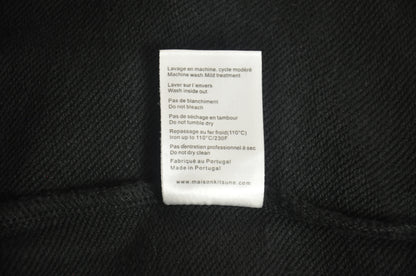 Lavage en machine, cycle modéré
Machine wash Mild treatment
Laver sur l'envers
Wash inside out
Pas de blanchiment
Do not bleach
Pas de séchage en tambour
Do not tumble dry
Repassage au fer froid(110°C)
Iron up to 110°C/230F
Pas d'entretien professionnel à sec
Do not dry clean
Fabriqué au Portugal
Made in Portugal
www.maisonkitsune.com